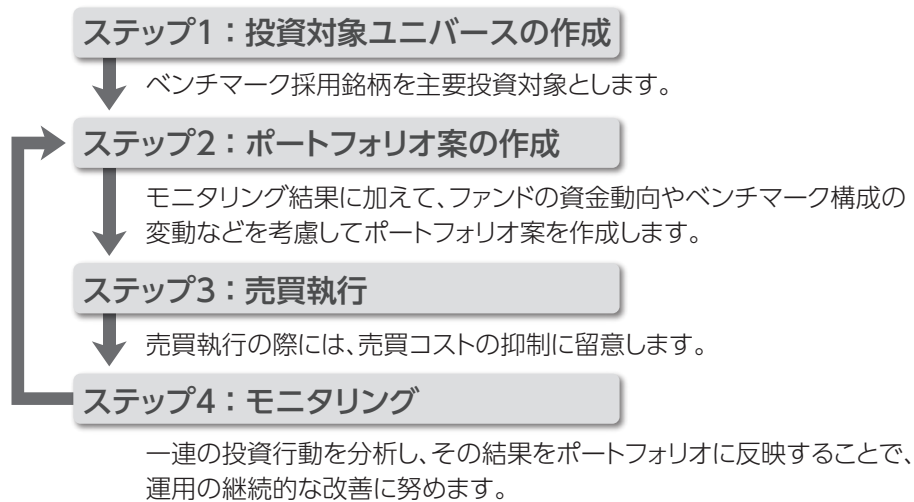 ステップ1：投資対象ユニバースの作成
ベンチマーク採用銘柄を主要投資対象とします。
ステップ2：ポートフォリオ案の作成
モニタリング結果に加えて、ファンドの資金動向やベンチマーク構成の
変動などを考慮してポートフォリオ案を作成します。
ステップ3：売買執行
売買執行の際には、売買コストの抑制に留意します。
ステップ4：モニタリング
一連の投資行動を分析し、その結果をポートフォリオに反映することで、
運用の継続的な改善に努めます。